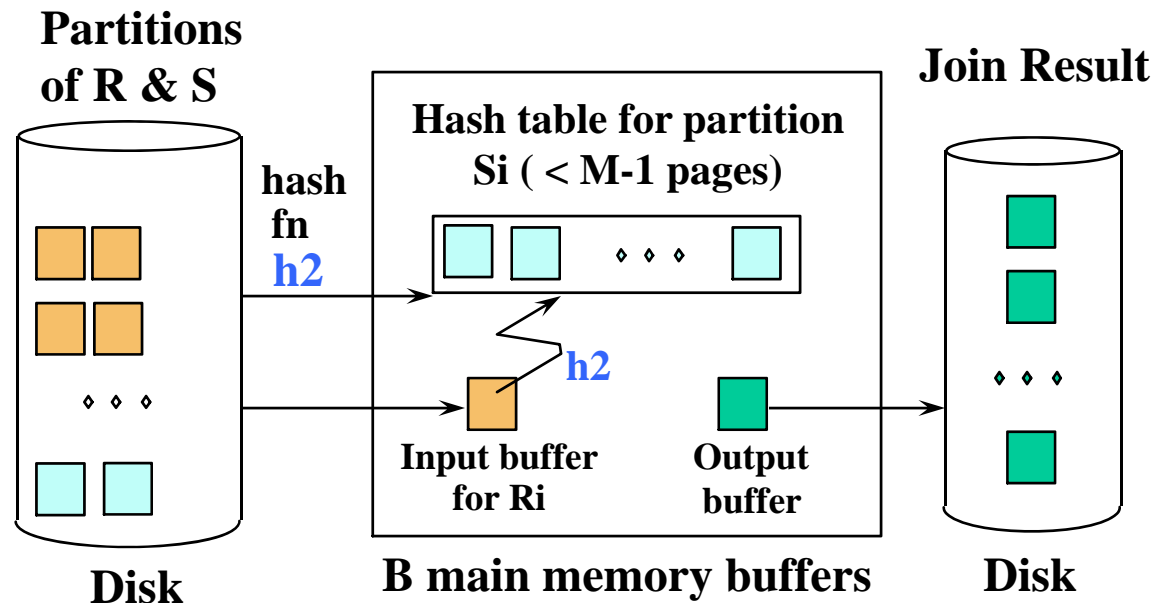 Partitions
of R & S
hash
fn
h2
Hash table for partition
Si ( < M-1 pages)
h2
Input buffer
for Ri
Output
buffer
Join Result
Disk
B main memory buffers
Disk